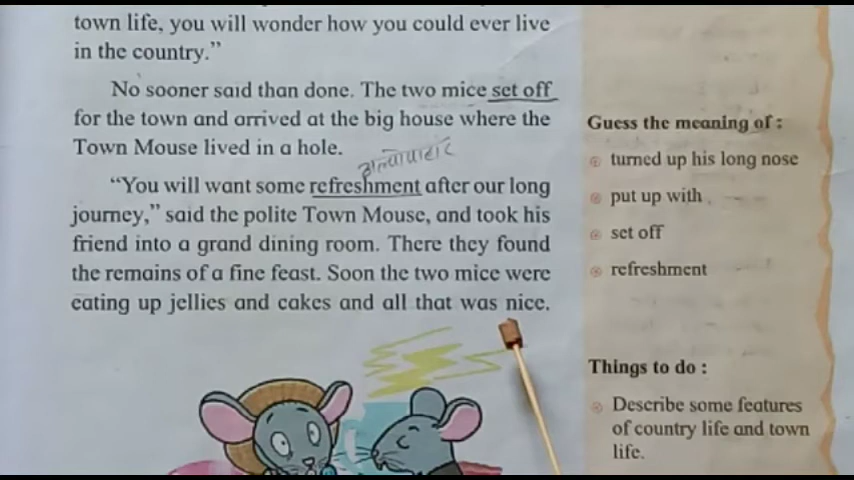 town life, you will wonder how you could ever live
in the country.”
No sooner said than done. The two mice set off
for the town and arrived at the big house where the
Town Mouse lived in a hole.
अल्पोपाहार
“You will want some refreshment after our long
journey,” said the polite Town Mouse, and took his
friend into a grand dining room. There they found
the remains of a fine feast. Soon the two mice were
eating up jellies and cakes and all that was nice.
Guess the meaning of :
turned up his long nose
put up with
set off
refreshment
Things to do :
Describe some features
of country life and town
life.